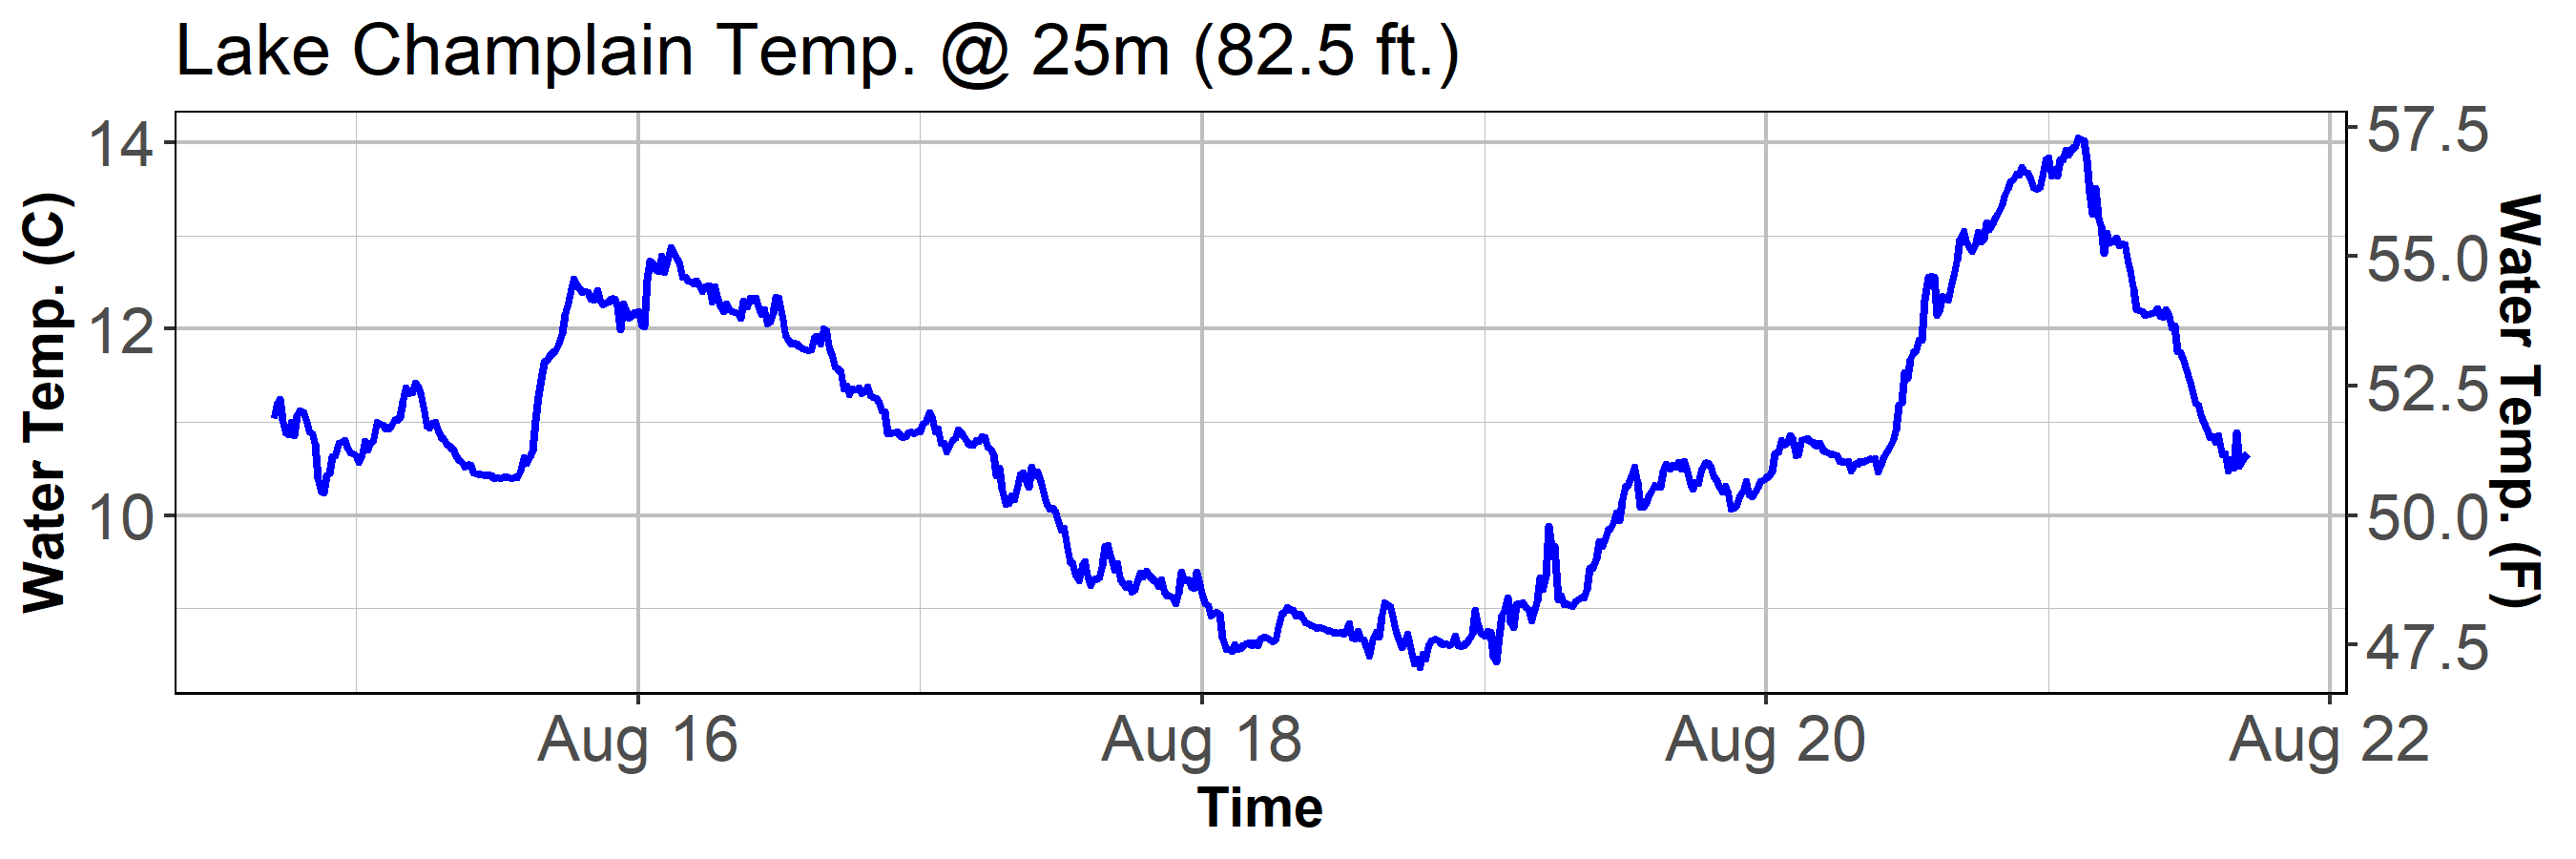 Lake Champlain Temp. @ 25m (82.5 ft.)
Water Temp. (C)
14
12
10
57.5
55.0
52.5
50.0
47.5
Water Temp. (F)
Aug 16 Aug 18 Aug 20 Aug 22
Time